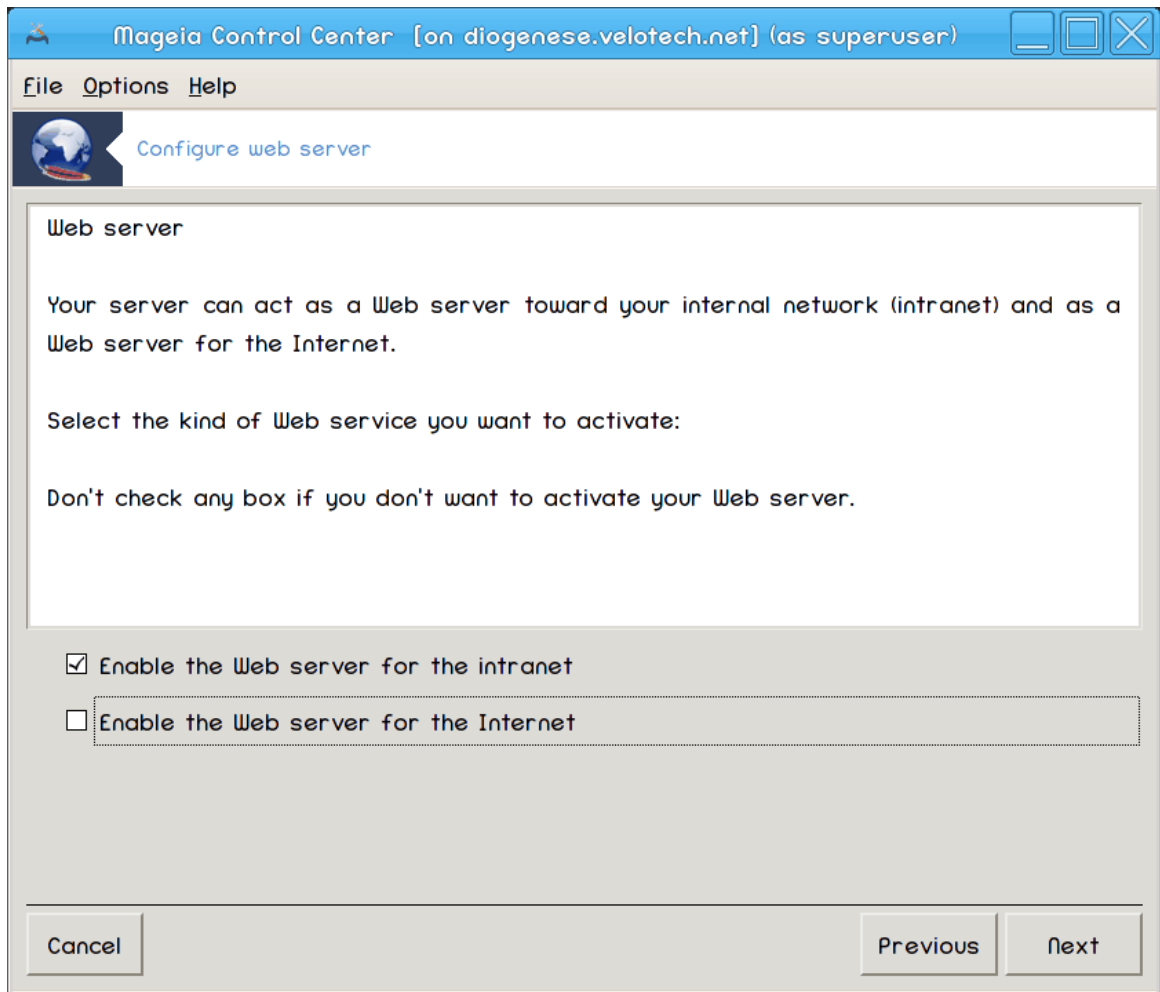 Mageia Control Center [on diogenese.velotech.net] (as superuser)
File Options Help
Configure web server
Web server
Your server can act as a Web server toward your internal network (intranet) and as a
Web server for the Internet.
Select the kind of Web service you want to activate:
Don't check any box if you don't want to activate your Web server.
Enable the Web server for the intranet
Enable the Web server for the Internet
Cancel Previous Next